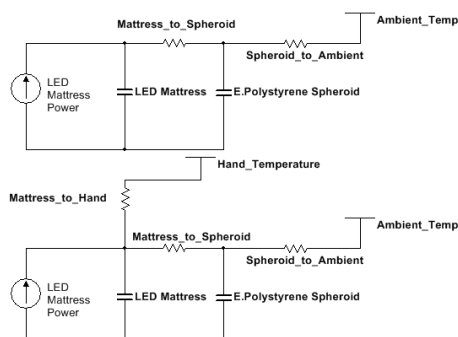 Mattress_to_Spheroid
Ambient_Temp
Spheroid_to_Ambient
LED
Mattress
Power
LED Mattress
E.Polystyrene Spheroid
Hand_Temperature
Mattress_to_Hand
Mattress_to_Spheroid
Ambient_Temp
Spheroid_to_Ambient
LED
Mattress
Power
LED Mattress
E.Polystyrene Spheroid